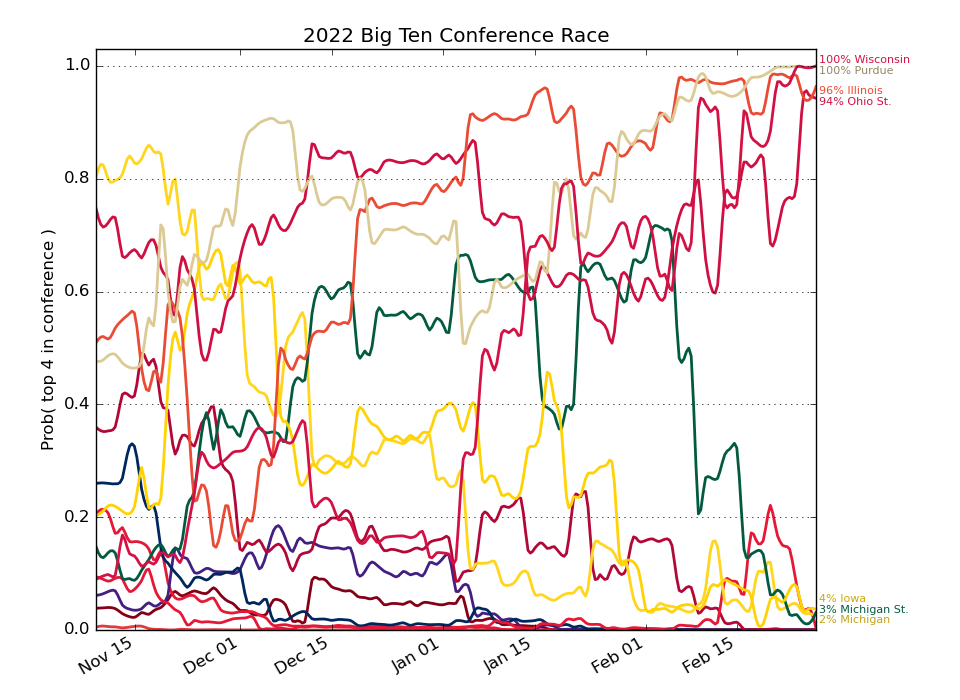 2022 Big Ten Conference Race
Prob( top 4 in conference )
1.0
0.8
0.6
0.4
0.2
0.0
Nov 15
Dec 01
Dec 15
Jan 01
Jan 15
Feb 01
Feb 15
100% Wisconsin
100% Purdue
96% Illinois
94% Ohio St.
4% Iowa
3% Michigan St.
2% Michigan